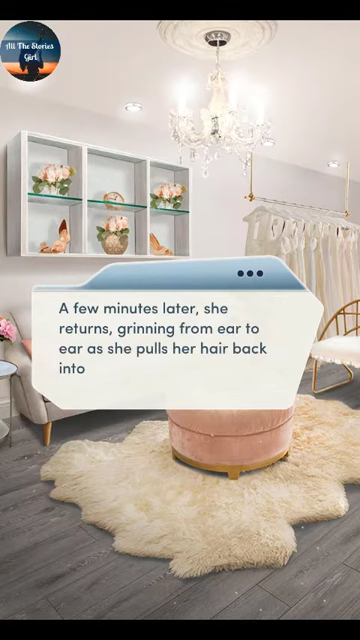 All The Stories
Girl
A few minutes later, she
returns, grinning from ear to
ear as she pulls her hair back
into